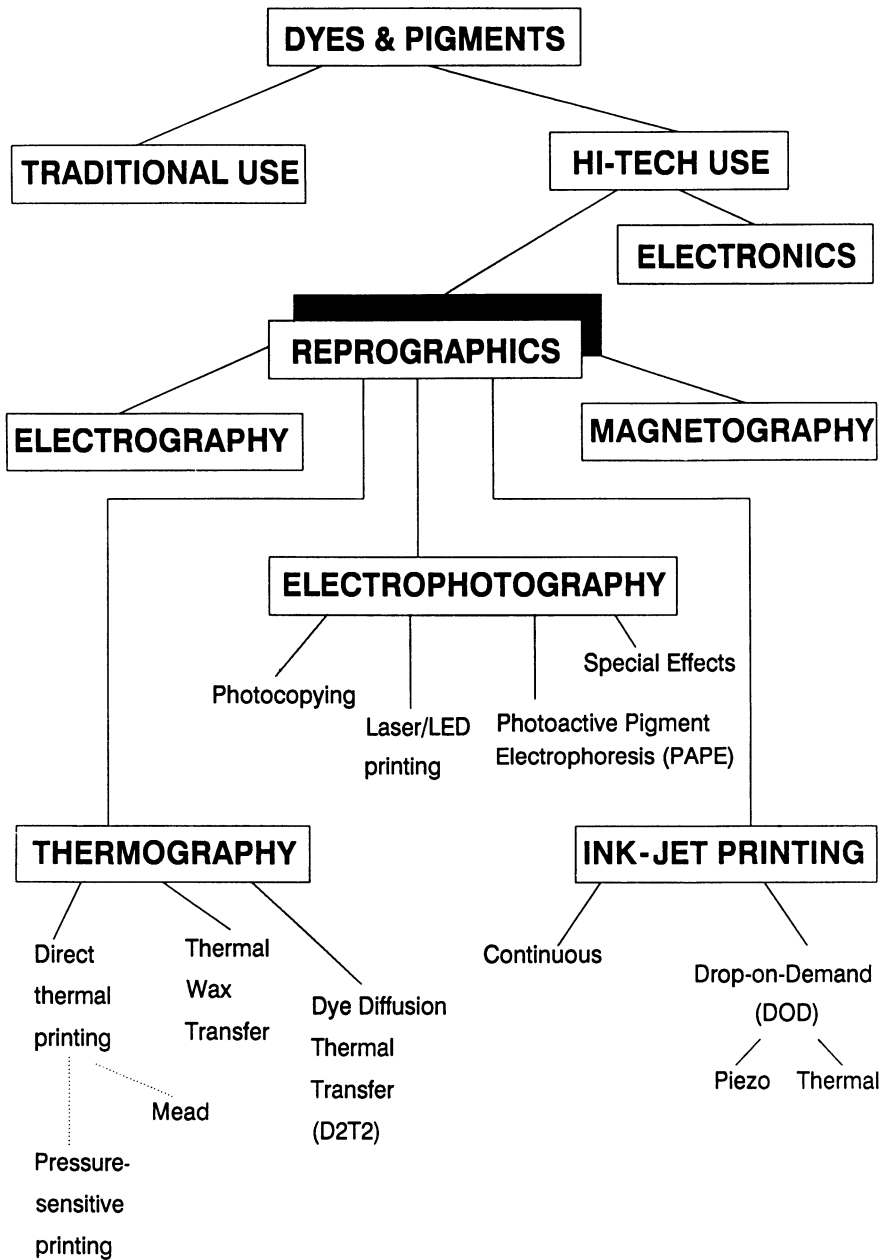 DYES & PIGMENTS
TRADITIONAL USE
HI-TECH USE
ELECTRONICS
REPROGRAPHICS
ELECTROGRAPHY
MAGNETOGRAPHY
ELECTROPHOTOGRAPHY
Photocopying
Laser/LED
printing
Photoactive Pigment
Electrophoresis (PAPE)
Special Effects
THERMOGRAPHY
INK-JET PRINTING
Direct
thermal
printing
Thermal
Wax
Transfer
Dye Diffusion
Thermal
Transfer
(D2T2)
Mead
Pressure-
sensitive
printing
Continuous
Drop-on-Demand
(DOD)
Piezo
Thermal